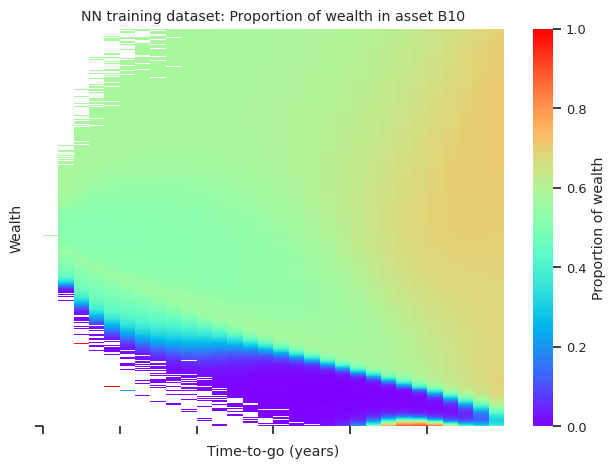 NN training dataset: Proportion of wealth in asset B10
Wealth
Time-to-go (years)
1.0
0.8
0.6
0.4
0.2
0.0
Proportion of wealth